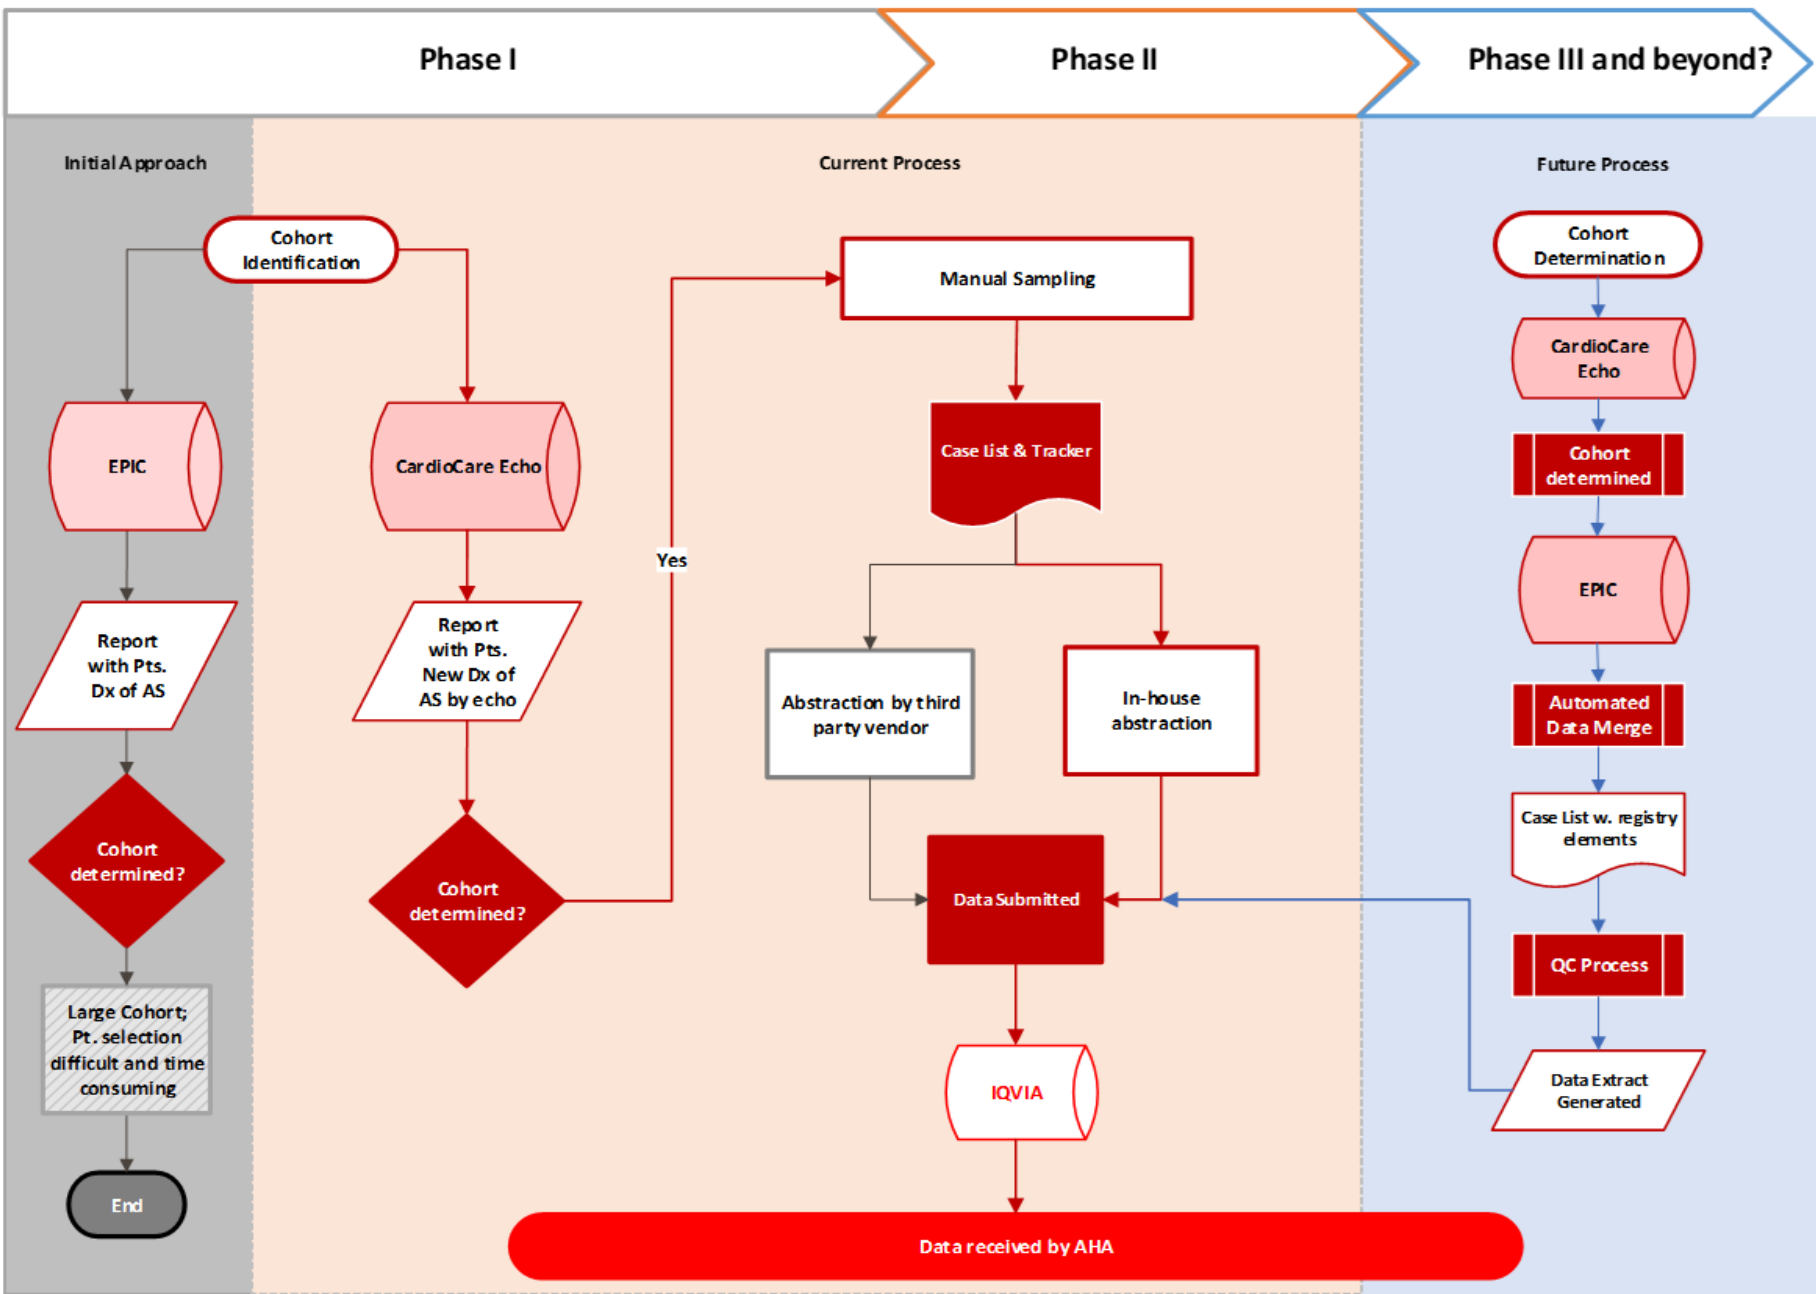 Phase I
Phase II
Phase III and beyond?
Initial Approach
Current Process
Future Process
Cohort
Identification
EPIC
Report
with Pts.
Dx of AS
Cohort
determined?
Large Cohort;
Pt. selection
difficult and time
consuming
End
CardioCare Echo
Report
with Pts.
New Dx of
AS by echo
Cohort
determined?
Yes
Manual Sampling
Case List & Tracker
Abstraction by third
party vendor
In-house
abstraction
Data Submitted
IQVIA
Data received by AHA
Cohort
Determination
CardioCare
Echo
Cohort
determined
EPIC
Automated
Data Merge
Case List w. registry
elements
QC Process
Data Extract
Generated